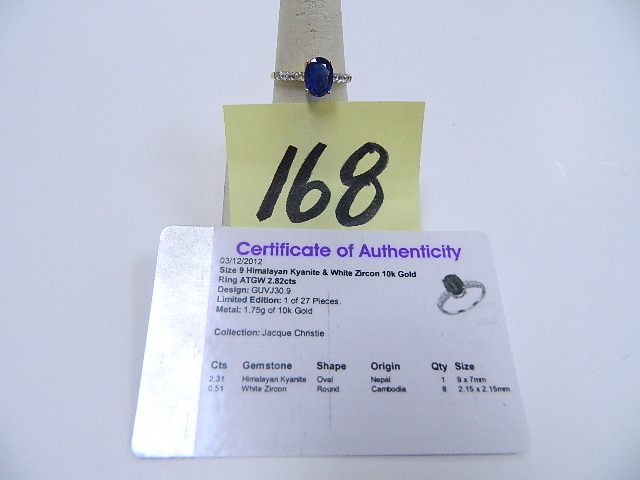 168
Certificate of Authenticity
03/12/2012
Size 9 Himalayan Kyanite & White Zircon 10k Gold
Ring ATGW 2.82cts
Design: GUVJ30.9
Limited Edition: 1 of 27 Pieces.
Metal: 1.75g of 10k Gold
Collection: Jacque Christie
Cts Gemstone Shape Origin Qty Size
2.31 Himalayan Kyanite Oval Nepal 1 9 x 7mm
0.51 White Zircon Round Cambodia 8 2.15 x 2.15mm